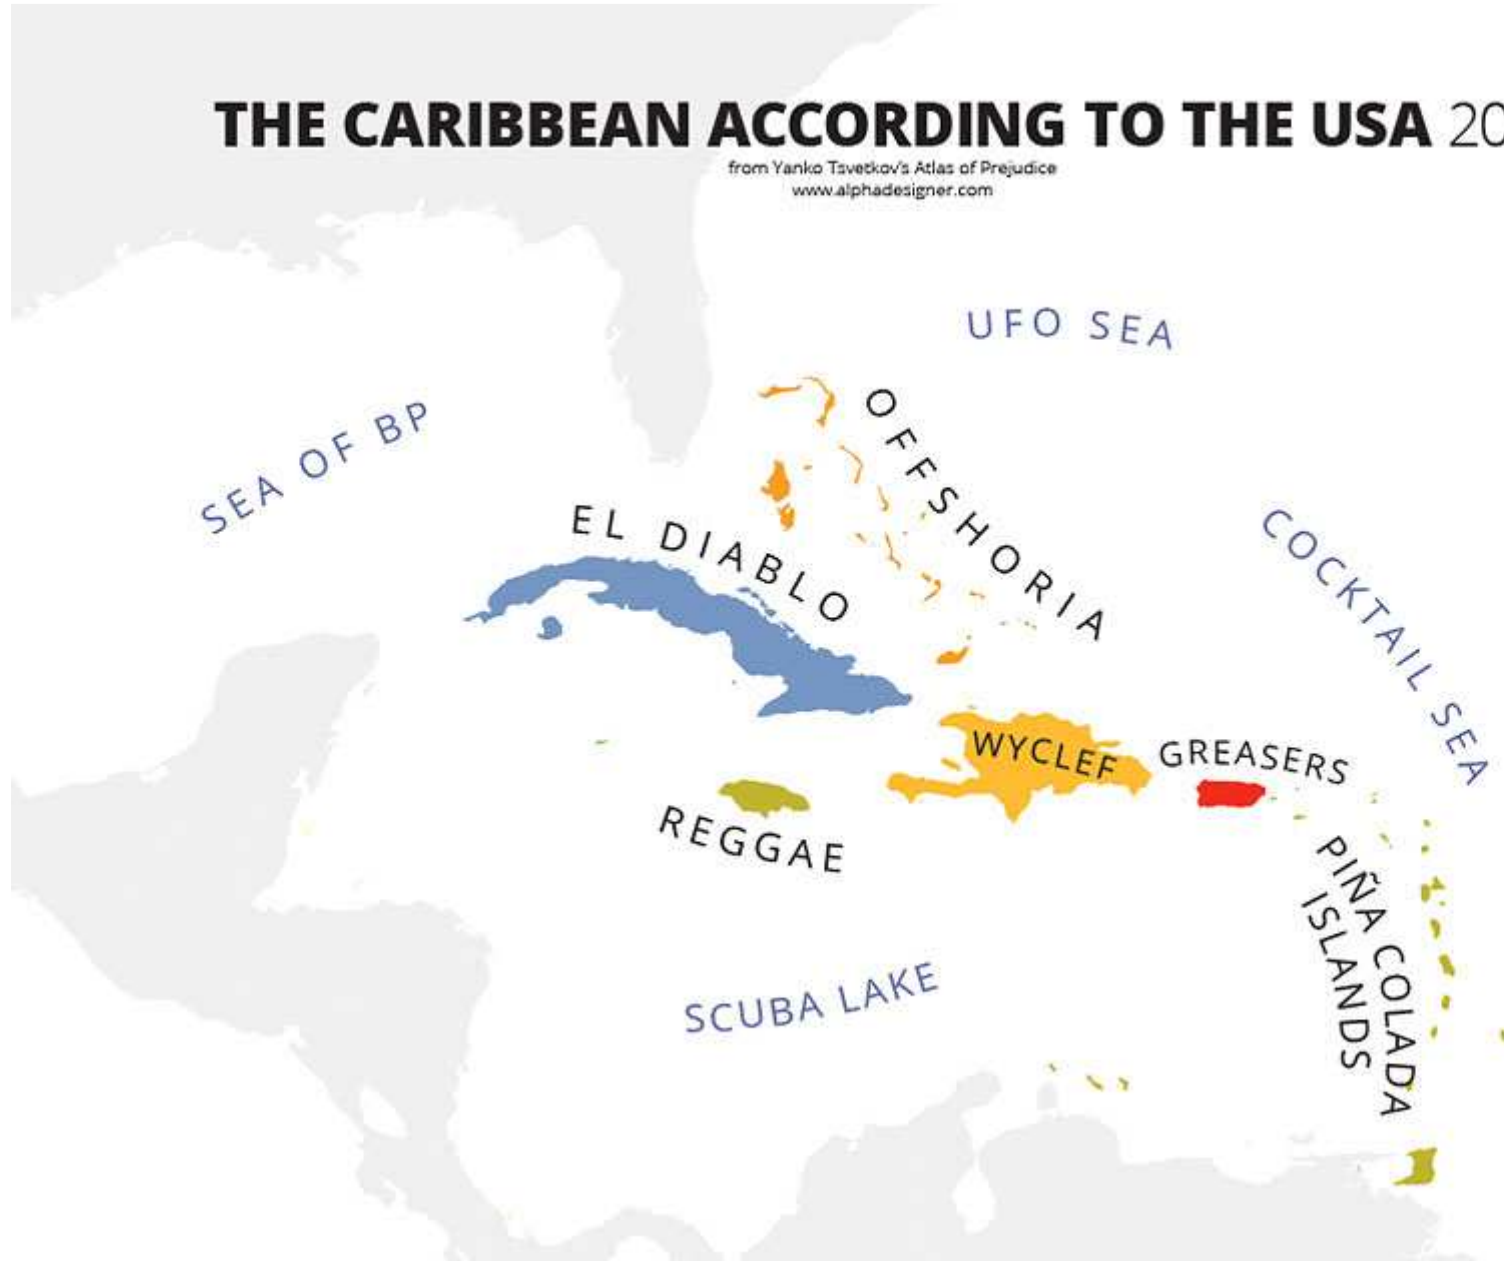 THE CARIBBEAN ACCORDING TO THE USA 20
from Yanko Tsvetkov's Atlas of Prejudice
www.alphadesigner.com
UFO SEA
SEA OF BP
OFFSHORIA
EL DIABLO
COCKTAIL SEA
WYCLEF
GREASERS
REGGAE
PIÑA COLADA
ISLANDS
SCUBA LAKE